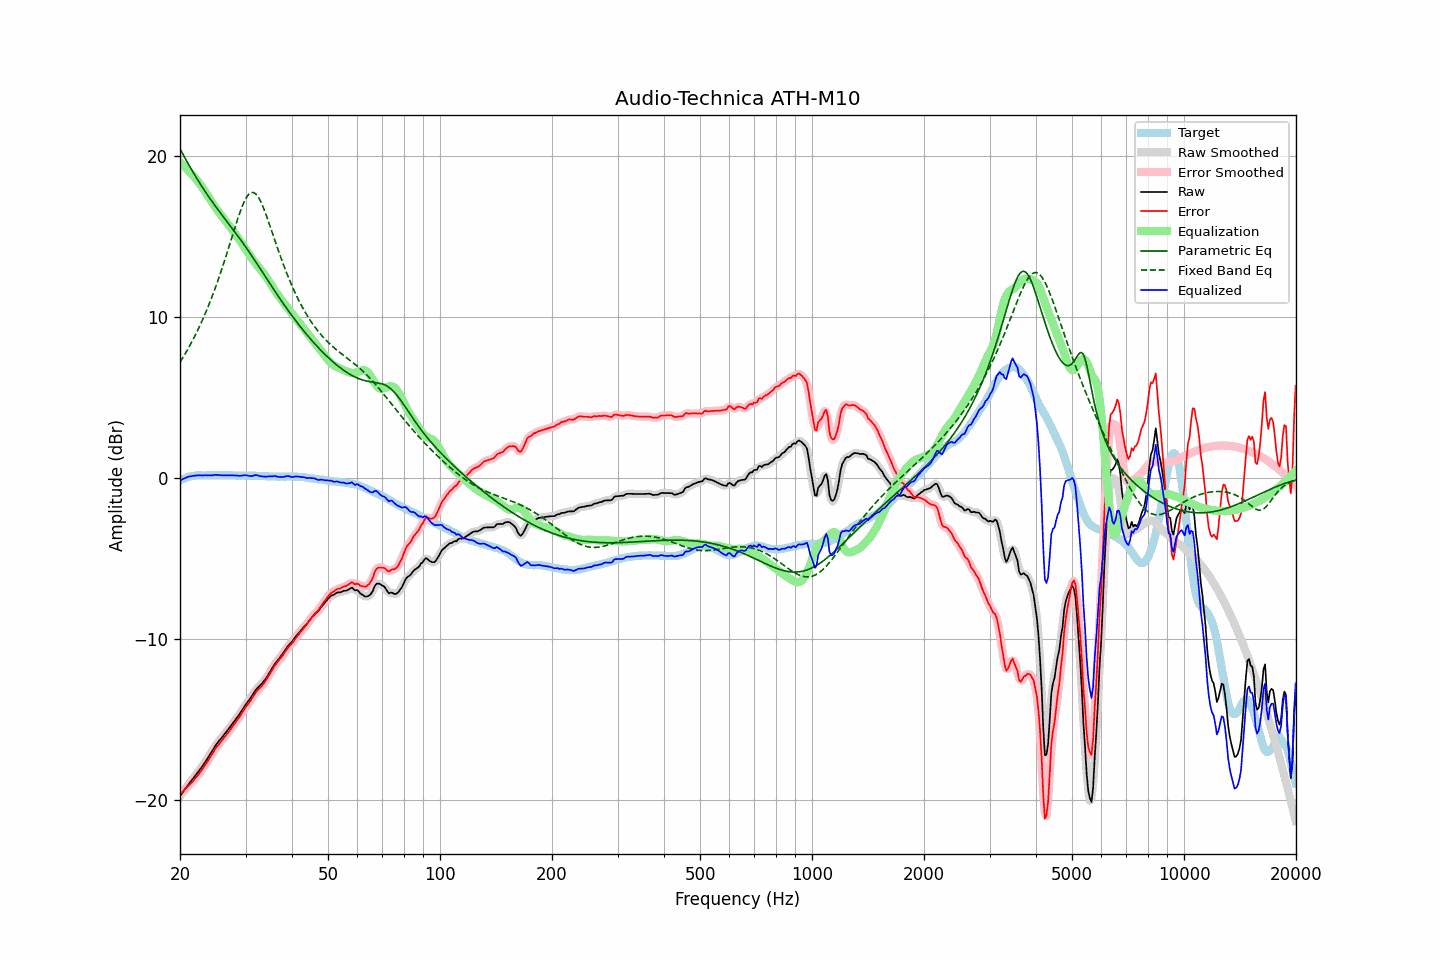 Audio-Technica ATH-M10
Target
Raw Smoothed
Error Smoothed
Raw
Error
Equalization
Parametric Eq
Fixed Band Eq
Equalized
Amplitude (dBr)
20
10
0
−10
−20
20 50 100 200 500 1000 2000 5000 10000 20000
Frequency (Hz)